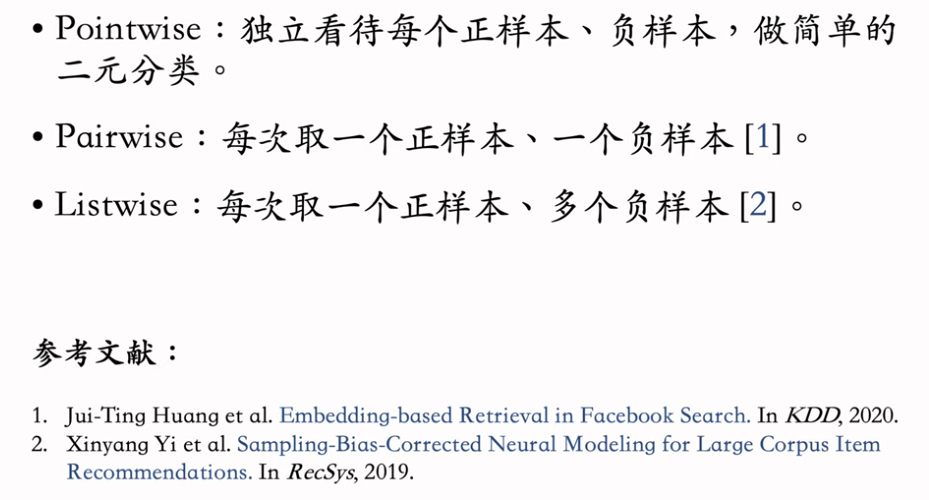 • Pointwise：独立看待每个正样本、负样本，做简单的
二元分类。
• Pairwise：每次取一个正样本、一个负样本 [1]。
• Listwise：每次取一个正样本、多个负样本 [2]。
参考文献：
1. Jui-Ting Huang et al. Embedding-based Retrieval in Facebook Search. In KDD, 2020.
2. Xinyang Yi et al. Sampling-Bias-Corrected Neural Modeling for Large Corpus Item
Recommendations. In RecSys, 2019.